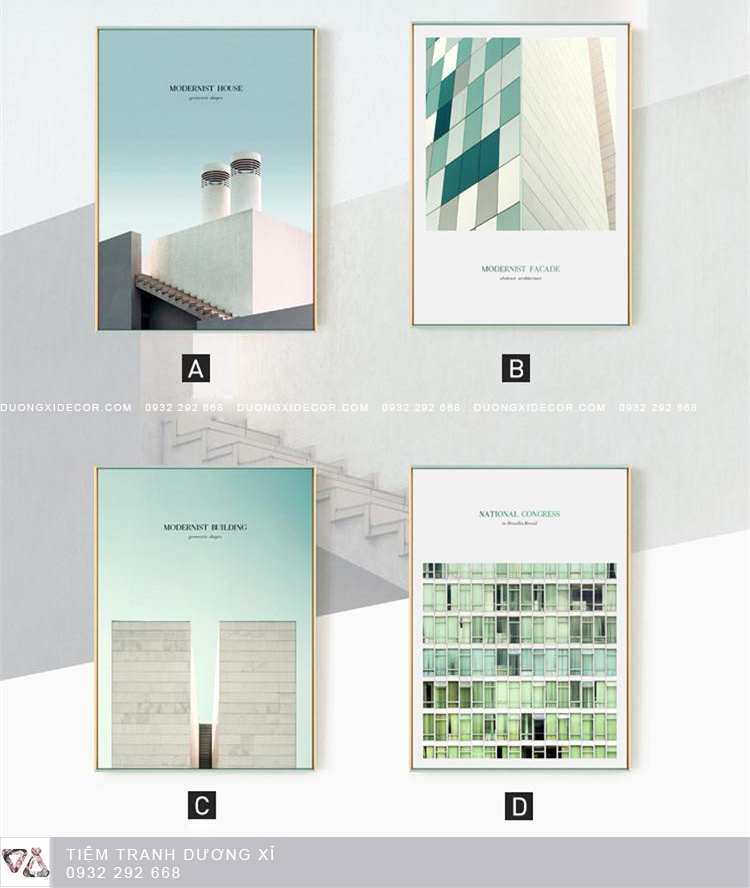 MODERNIST HOUSE
geometric shapes
MODERNIST FACADE
abstract architecture
A
B
DUONGXIDECOR.COM 0932 292 668 DUONGXIDECOR.COM 0932 292 668 DUONGXIDECOR.COM 0932 292 668
MODERNIST BUILDING
geometric shapes
NATIONAL CONGRESS
in Brasilia, Brazil
C
D
TIỆM TRANH DƯƠNG XỈ
0932 292 668